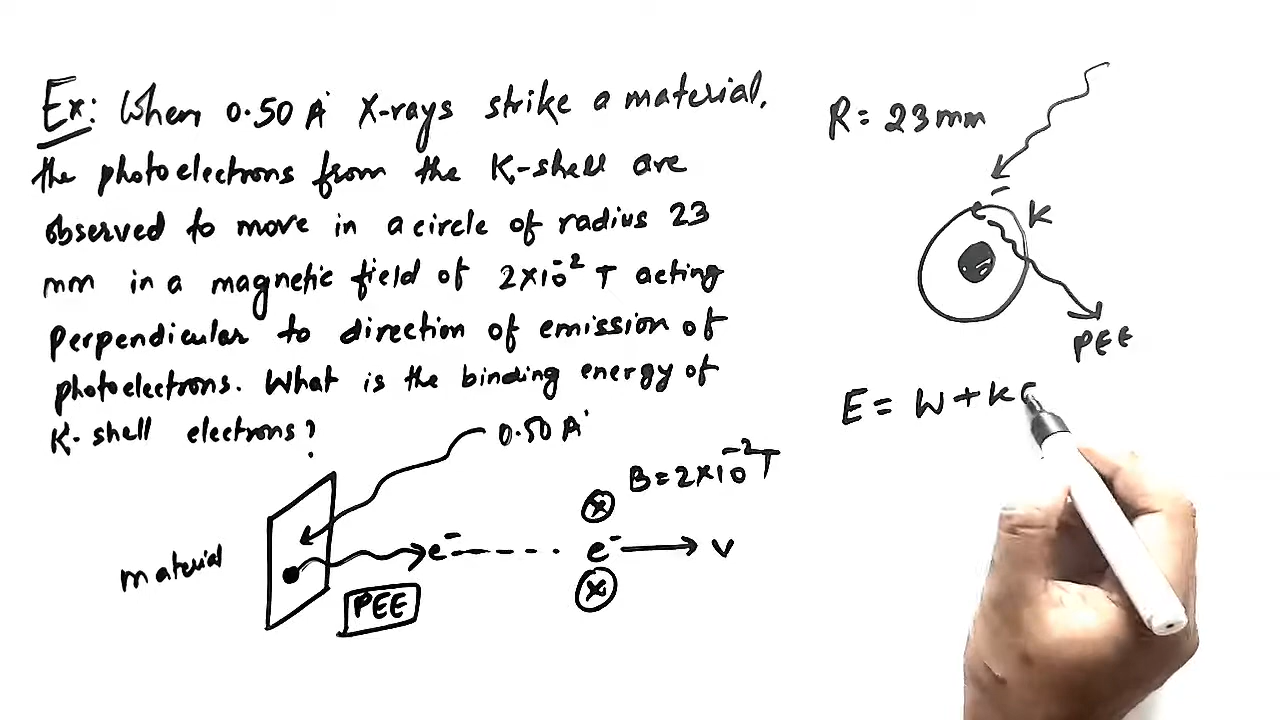 Ex: When 0.50 A° X-rays strike a material,
the photoelectrons from the K-shell are
observed to move in a circle of radius 23
mm in a magnetic field of 2×10⁻² T acting
perpendicular to direction of emission of
photoelectrons. What is the binding energy of
K-shell electrons?
0.50 A°
B=2×10⁻² T
material
e⁻
e⁻
v
PEE
R = 23mm
e⁻
K
PEE
E = W + K